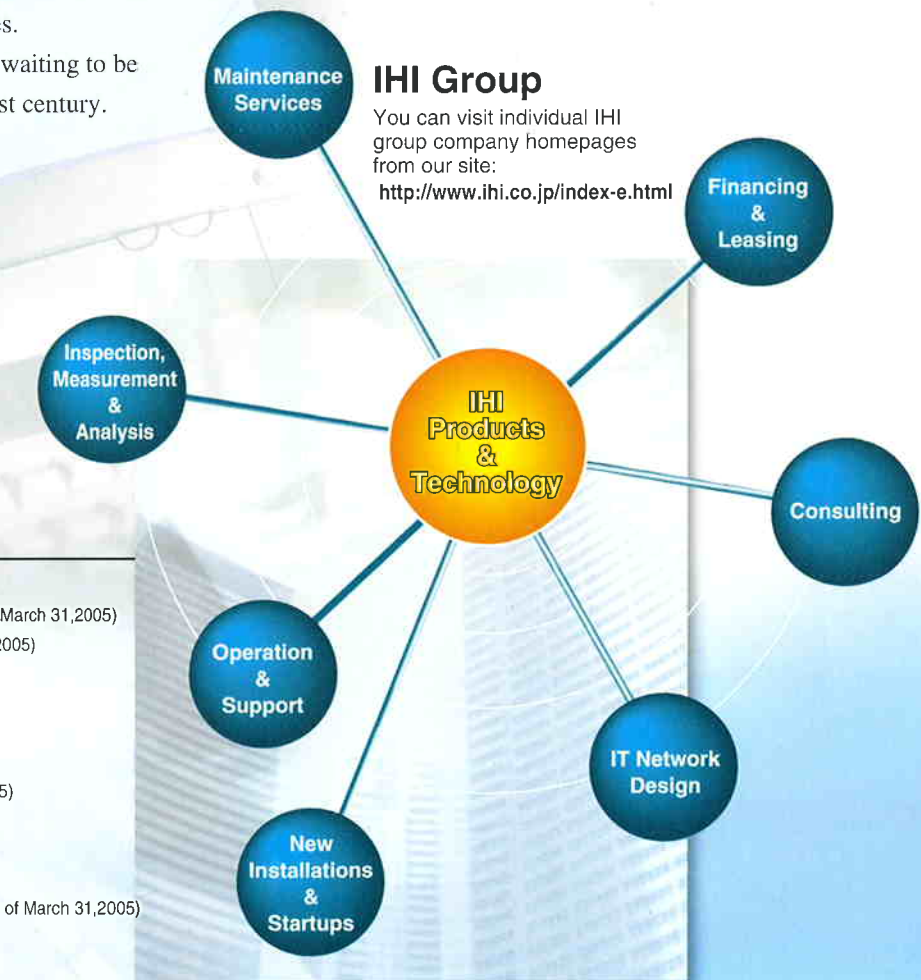 es.
waiting to be
st century.
Maintenance
Services
IHI Group
You can visit individual IHI
group company homepages
from our site:
http://www.ihi.co.jp/index-e.html
Financing
&
Leasing
Inspection,
Measurement
&
Analysis
IHI
Products
&
Technology
Consulting
March 31,2005)
2005)
Operation
&
Support
IT Network
Design
5)
New
Installations
&
Startups
of March 31,2005)